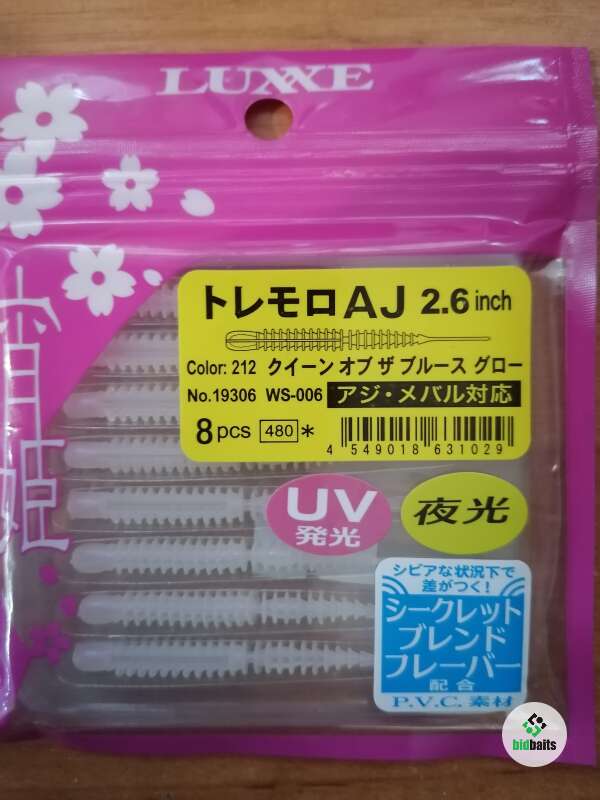 LUXXE
トレモロAJ 2.6 inch
Color: 212 クイーン オブ ザ ブルース グロー
No.19306 WS-006 アジ・メバル対応
8pcs 480*
4 549018 631029
UV
発光
夜光
シビアな状況下で
差がつく!
シークレット
ブレンド
フレーバー
配合
P.V.C.素材
bidbaits